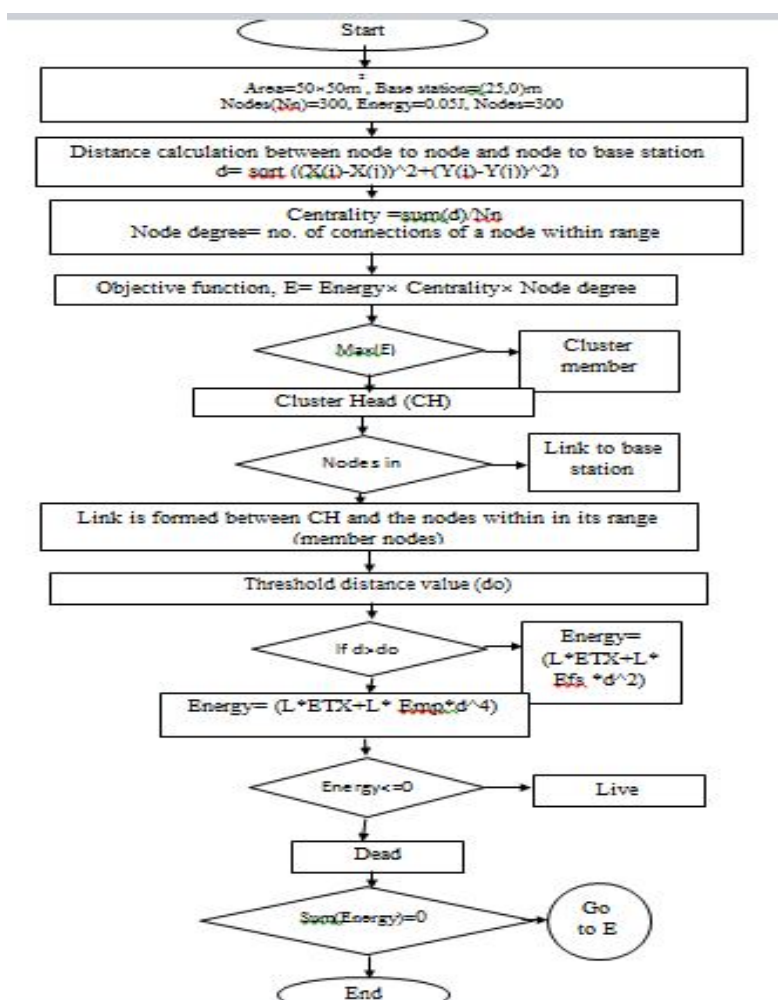 Start
2
Area=50×50m , Base station=(25,0)m
Nodes(Nn)=300, Energy=0.05J, Nodes=300
Distance calculation between node to node and node to base station
d= sqrt ((X(i)-X(j))^2+(Y(i)-Y(j))^2)
Centrality =sum(d)/Nn
Node degree= no. of connections of a node within range
Objective function, E= Energy× Centrality× Node degree
Max(E)
Cluster
member
Cluster Head (CH)
Nodes in
Link to base
station
Link is formed between CH and the nodes within in its range
(member nodes)
Threshold distance value (do)
If d>do
Energy=
(L*ETX+L*
Efs *d^2)
Energy= (L*ETX+L* Emp*d^4)
Energy<=0
Live
Dead
Sum(Energy)=0
Go
to E
End